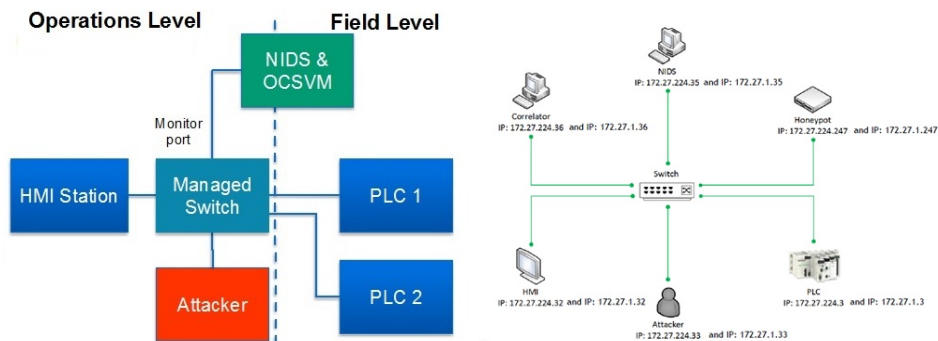 Operations Level
Field Level
NIDS &
OCSVM
Monitor
port
HMI Station
Managed
Switch
PLC 1
Attacker
PLC 2
NIDS
IP: 172.27.224.35 and IP: 172.27.1.35
Correlator
IP: 172.27.224.36 and IP: 172.27.1.36
Honeypot
IP: 172.27.224.247 and IP: 172.27.1.247
Switch
HMI
IP: 172.27.224.32 and IP: 172.27.1.32
Attacker
IP: 172.27.224.33 and IP: 172.27.1.33
PLC
IP: 172.27.224.3 and IP: 172.27.1.3